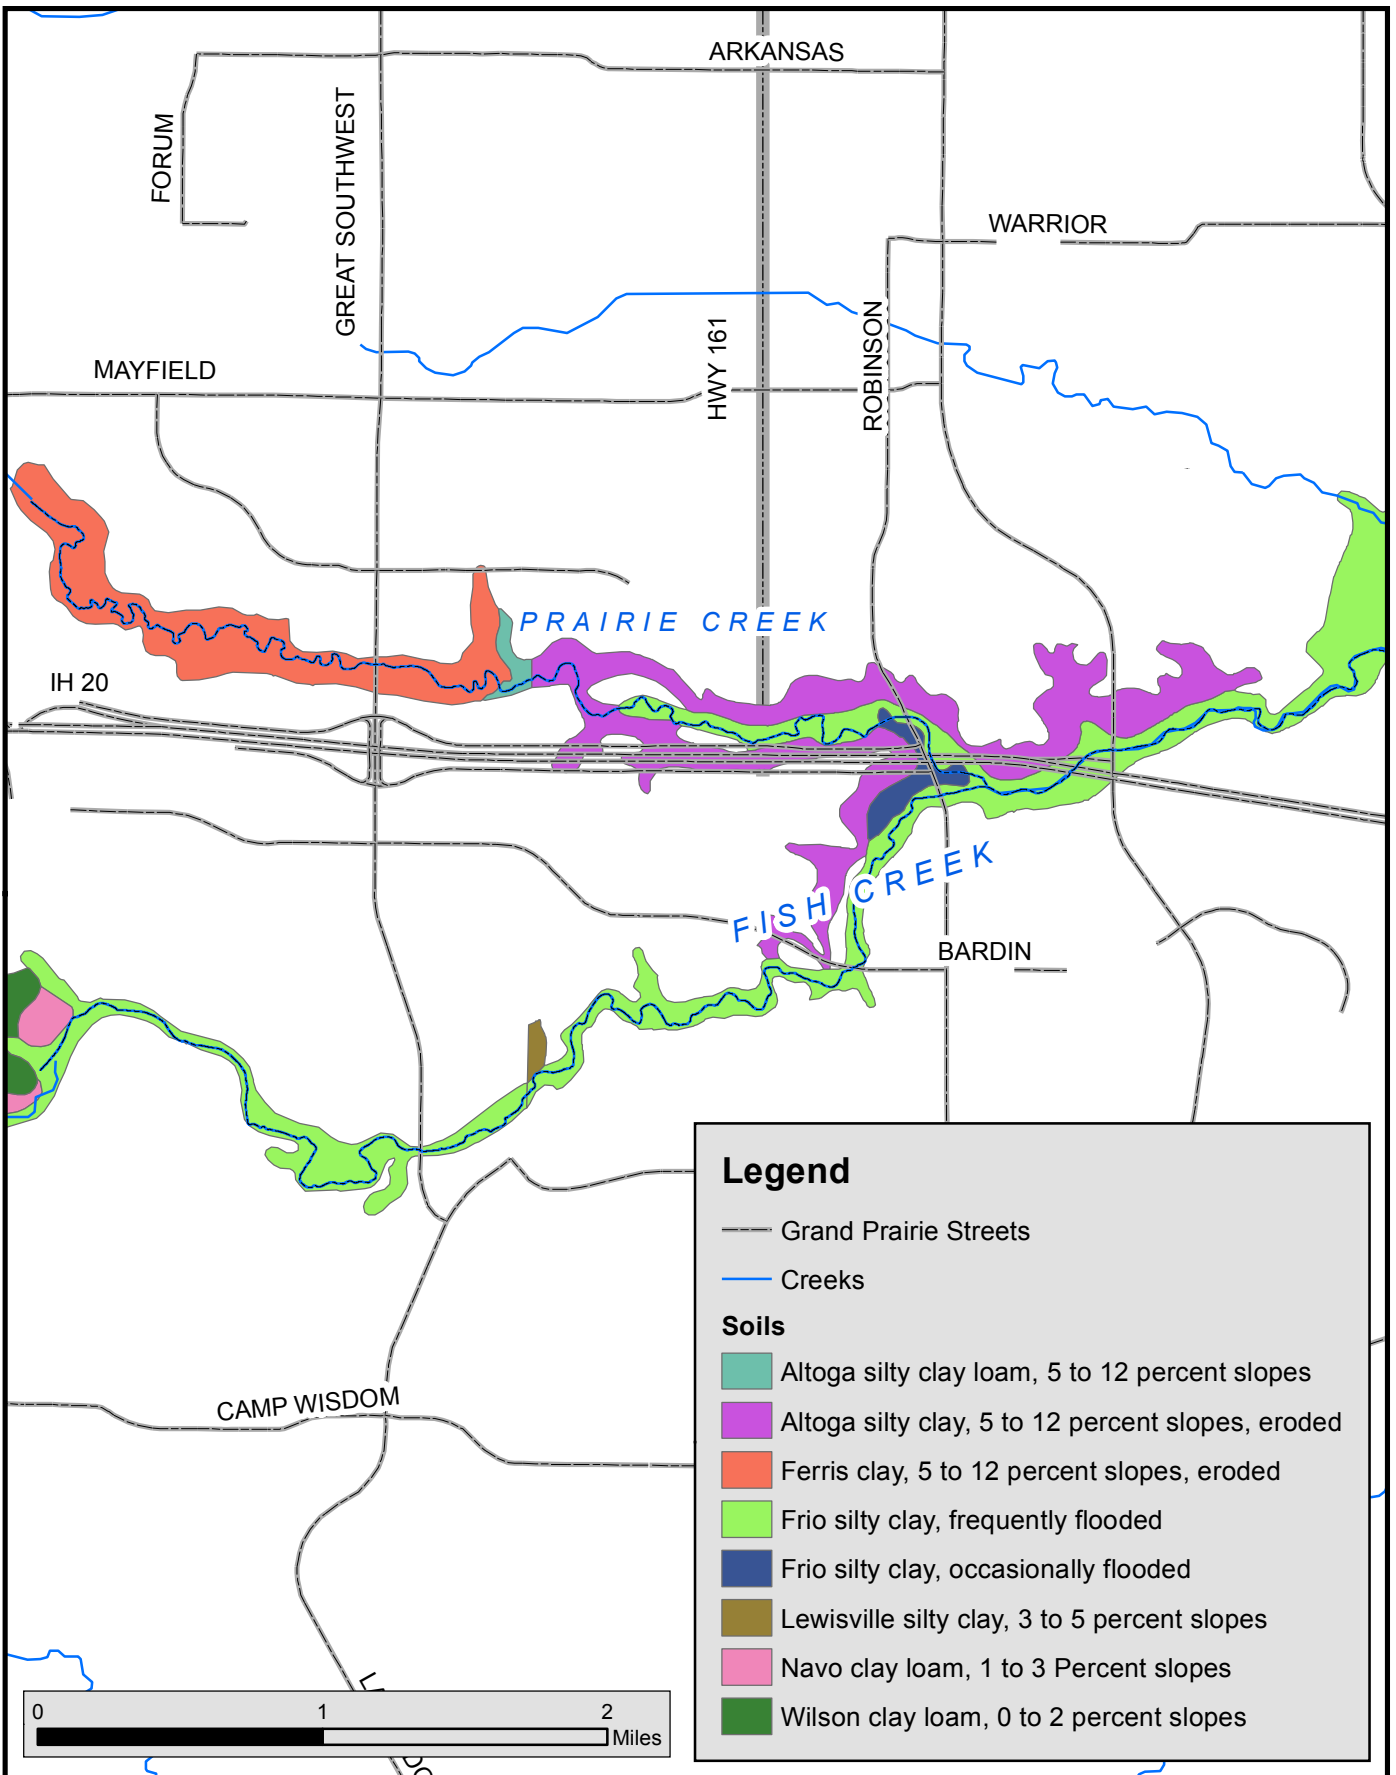 ARKANSAS
FORUM
GREAT SOUTHWEST
WARRIOR
MAYFIELD
HWY 161
ROBINSON
PRAIRIE CREEK
IH 20
FISH CREEK
BARDIN
CAMP WISDOM
Legend
Grand Prairie Streets
Creeks
Soils
Altoga silty clay loam, 5 to 12 percent slopes
Altoga silty clay, 5 to 12 percent slopes, eroded
Ferris clay, 5 to 12 percent slopes, eroded
Frio silty clay, frequently flooded
Frio silty clay, occasionally flooded
Lewisville silty clay, 3 to 5 percent slopes
Navo clay loam, 1 to 3 Percent slopes
Wilson clay loam, 0 to 2 percent slopes
0 1 2
Miles